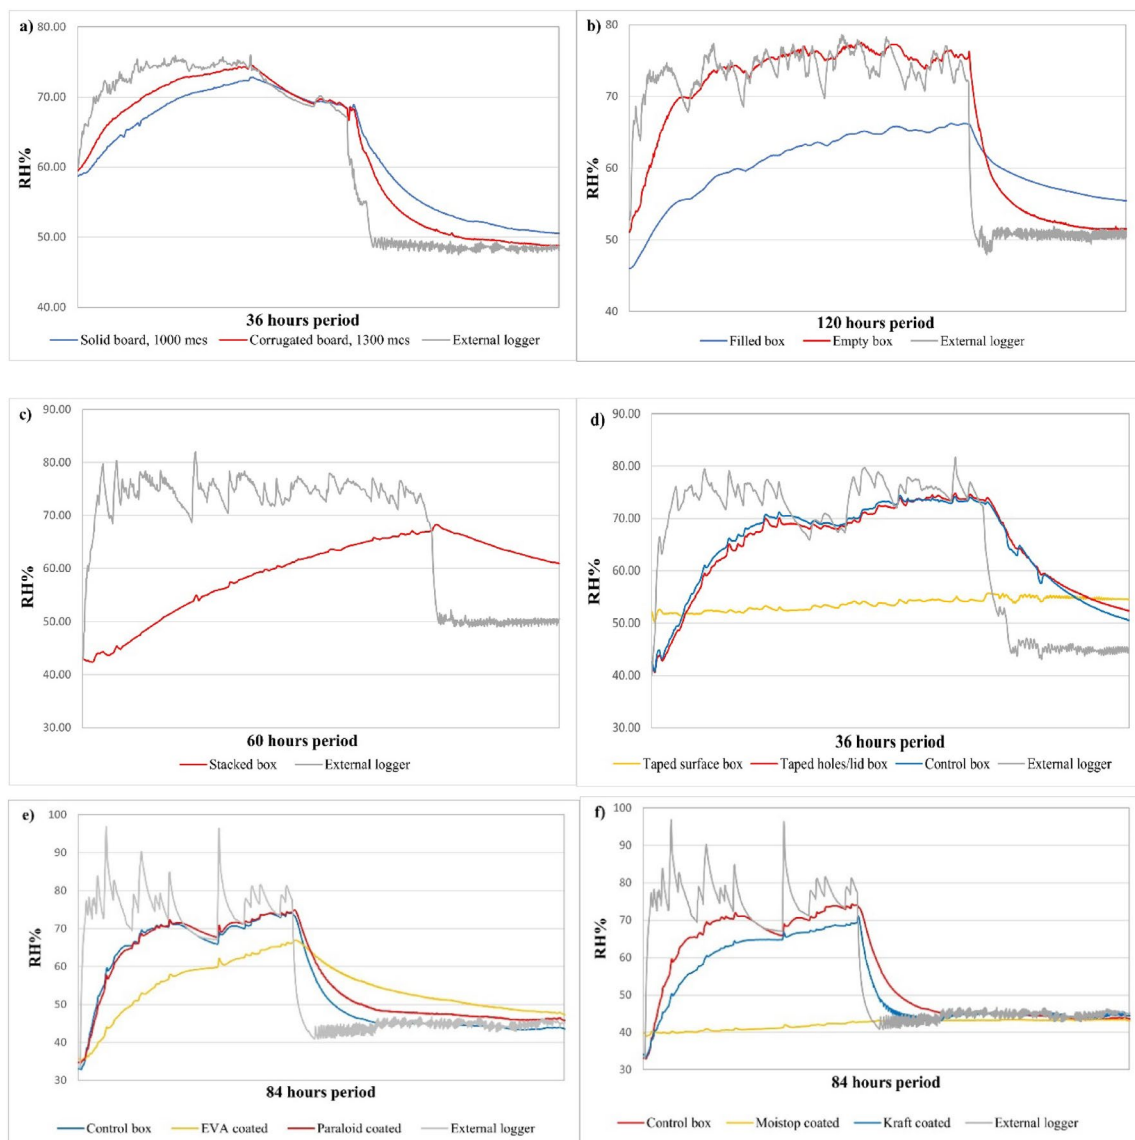 a)
80.00
70.00
60.00
50.00
40.00
RH%
36 hours period
Solid board, 1000 mcs Corrugated board, 1300 mcs External logger
b)
80
70
60
50
40
RH%
120 hours period
Filled box Empty box External logger
c)
90.00
80.00
70.00
60.00
50.00
40.00
30.00
RH%
60 hours period
Stacked box External logger
d)
90.00
80.00
70.00
60.00
50.00
40.00
30.00
RH%
36 hours period
Taped surface box Taped holes/lid box Control box External logger
e)
100
90
80
70
60
50
40
30
RH%
84 hours period
Control box EVA coated Paraloid coated External logger
f)
100
90
80
70
60
50
40
30
RH%
84 hours period
Control box Moistop coated Kraft coated External logger